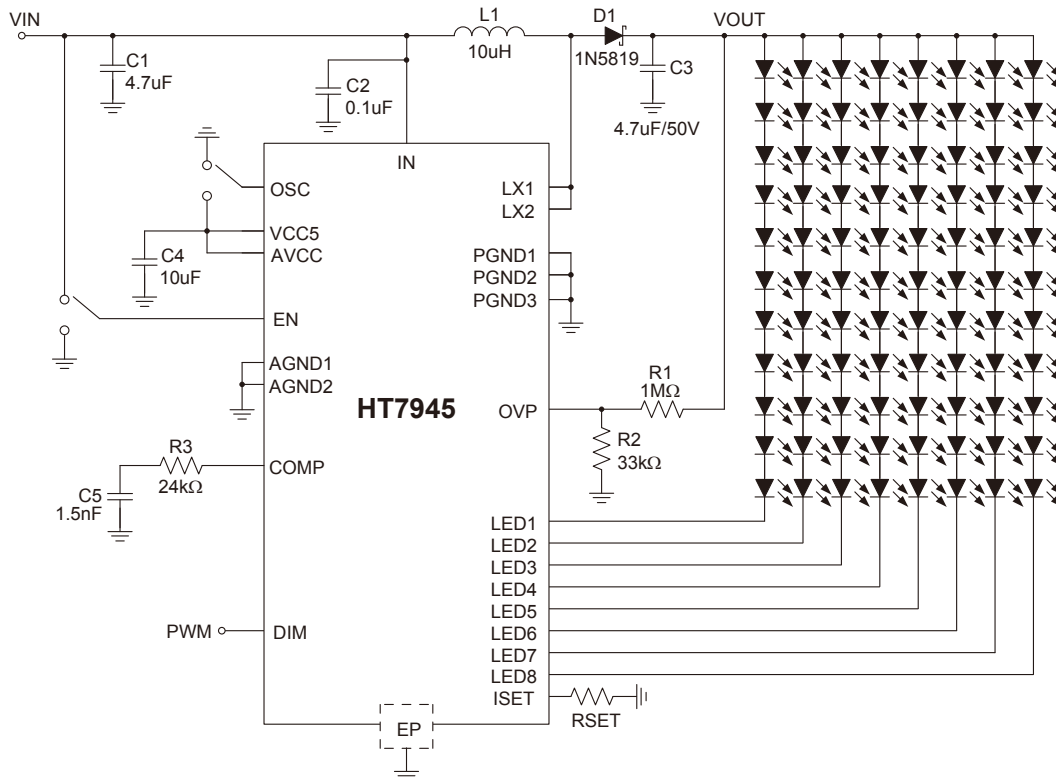 VIN
L1
10uH
D1
1N5819
VOUT
C1
4.7uF
C2
0.1uF
C3
4.7uF/50V
IN
OSC
LX1
LX2
VCC5
AVCC
PGND1
PGND2
PGND3
C4
10uF
EN
AGND1
AGND2
HT7945
OVP
R1
1MΩ
R2
33kΩ
R3
24kΩ
COMP
C5
1.5nF
LED1
LED2
LED3
LED4
LED5
LED6
LED7
LED8
PWM
DIM
ISET
RSET
EP